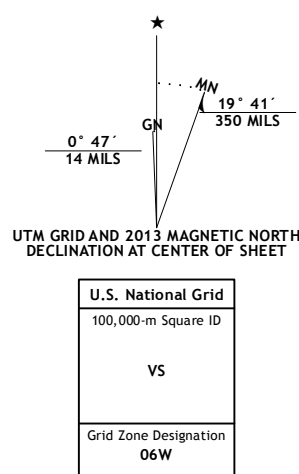 ★
MN
GN
19° 41´
350 MILS
0° 47´
14 MILS
UTM GRID AND 2013 MAGNETIC NORTH
DECLINATION AT CENTER OF SHEET
U.S. National Grid
100,000-m Square ID
VS
Grid Zone Designation
06W